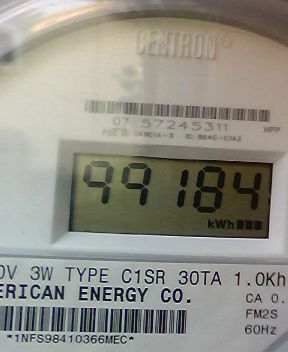 CENTRON®
07 57245311 HPP
99184
kWh
0V 3W TYPE C1SR 30TA 1.0Kh
ERICAN ENERGY CO. CA 0.
FM2S
60Hz
*1NFS98410366MEC*